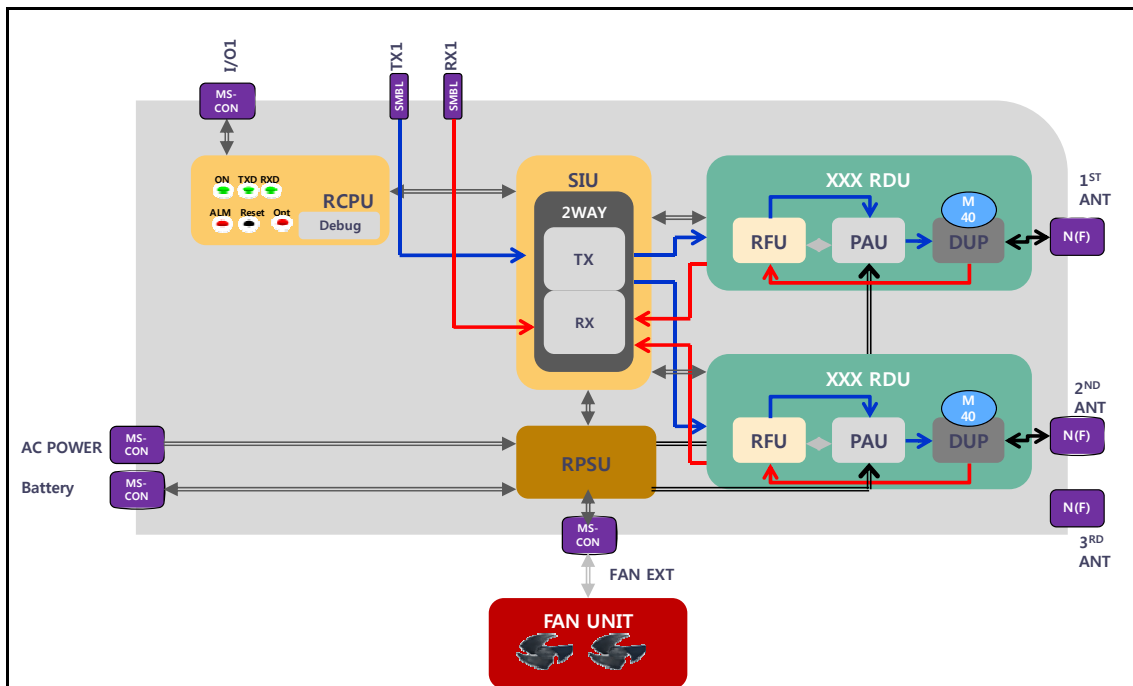 I/O1
TX1
RX1
MS-
CON
SMBL
SMBL
ON TXD RXD
RCPU
ALM Reset Opt
Debug
SIU
2WAY
TX
RX
XXX RDU
M
40
RFU
PAU
DUP
1ST
ANT
N(F)
XXX RDU
M
40
RFU
PAU
DUP
2ND
ANT
N(F)
AC POWER
MS-
CON
RPSU
Battery
MS-
CON
N(F)
3RD
ANT
MS-
CON
FAN EXT
FAN UNIT